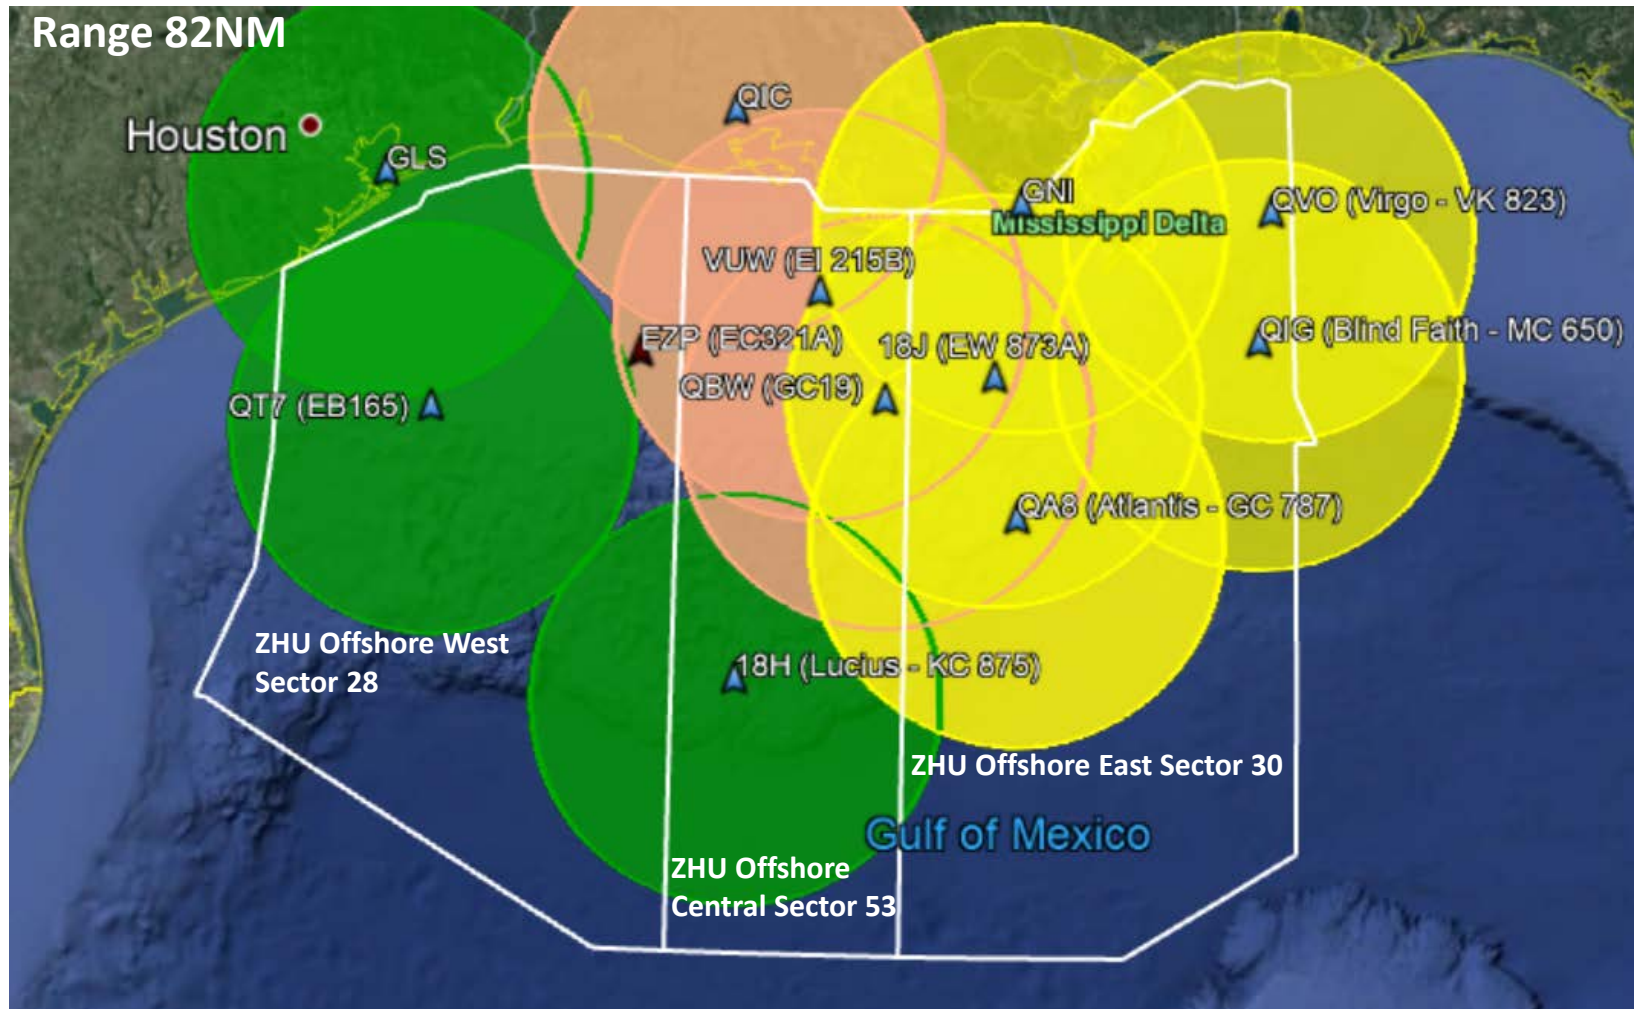 Range 82NM
QIC
Houston
GLS
GNI
QVO (Virgo - VK 823)
Mississippi Delta
VUW (EI 215B)
EZP (EC321A)
18J (EW 873A)
QIG (Blind Faith - MC 650)
QBW (GC19)
QT7 (EB165)
QA8 (Atlantis - GC 787)
ZHU Offshore West
Sector 28
18H (Lucius - KC 875)
ZHU Offshore East Sector 30
Gulf of Mexico
ZHU Offshore
Central Sector 53